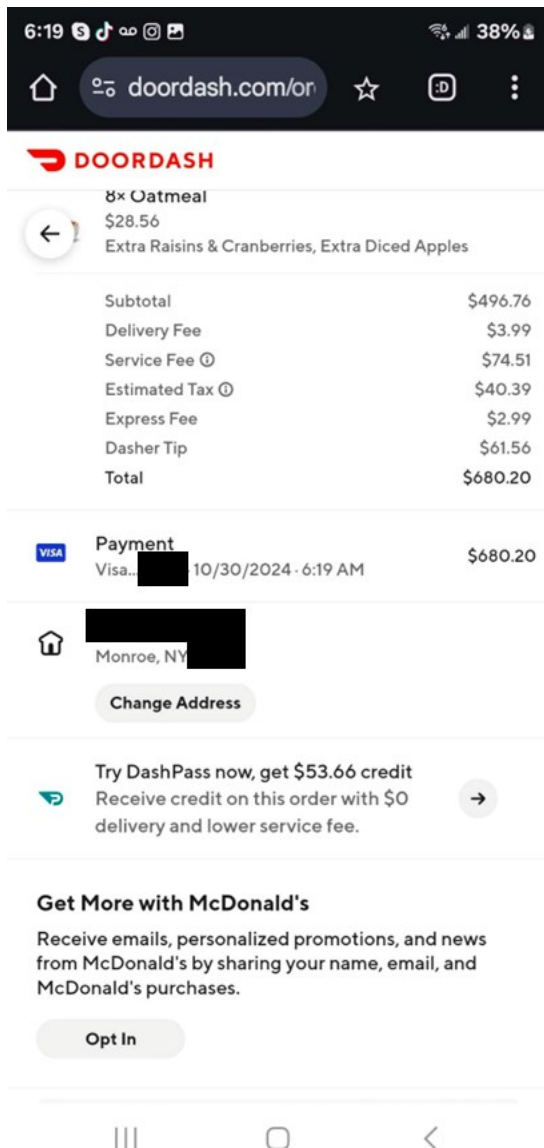 6:19 38%
doordash.com/or :D
DOORDASH
8× Oatmeal
$28.56
Extra Raisins & Cranberries, Extra Diced Apples
Subtotal $496.76
Delivery Fee $3.99
Service Fee $74.51
Estimated Tax $40.39
Express Fee $2.99
Dasher Tip $61.56
Total $680.20
VISA Payment $680.20
Visa... 10/30/2024 · 6:19 AM
Monroe, NY
Change Address
Try DashPass now, get $53.66 credit
Receive credit on this order with $0
delivery and lower service fee.
Get More with McDonald's
Receive emails, personalized promotions, and news
from McDonald's by sharing your name, email, and
McDonald's purchases.
Opt In